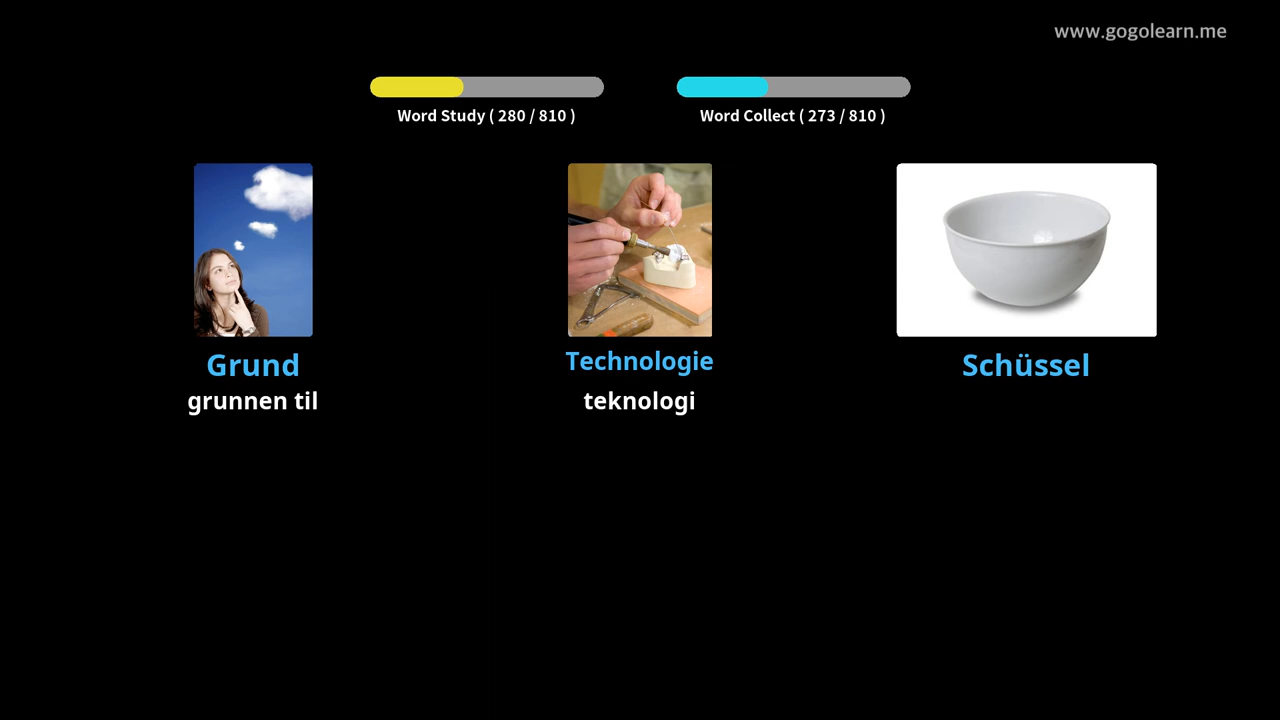 www.gogolearn.me
Word Study ( 280 / 810 )
Word Collect ( 273 / 810 )
Grund
grunnen til
Technologie
teknologi
Schüssel